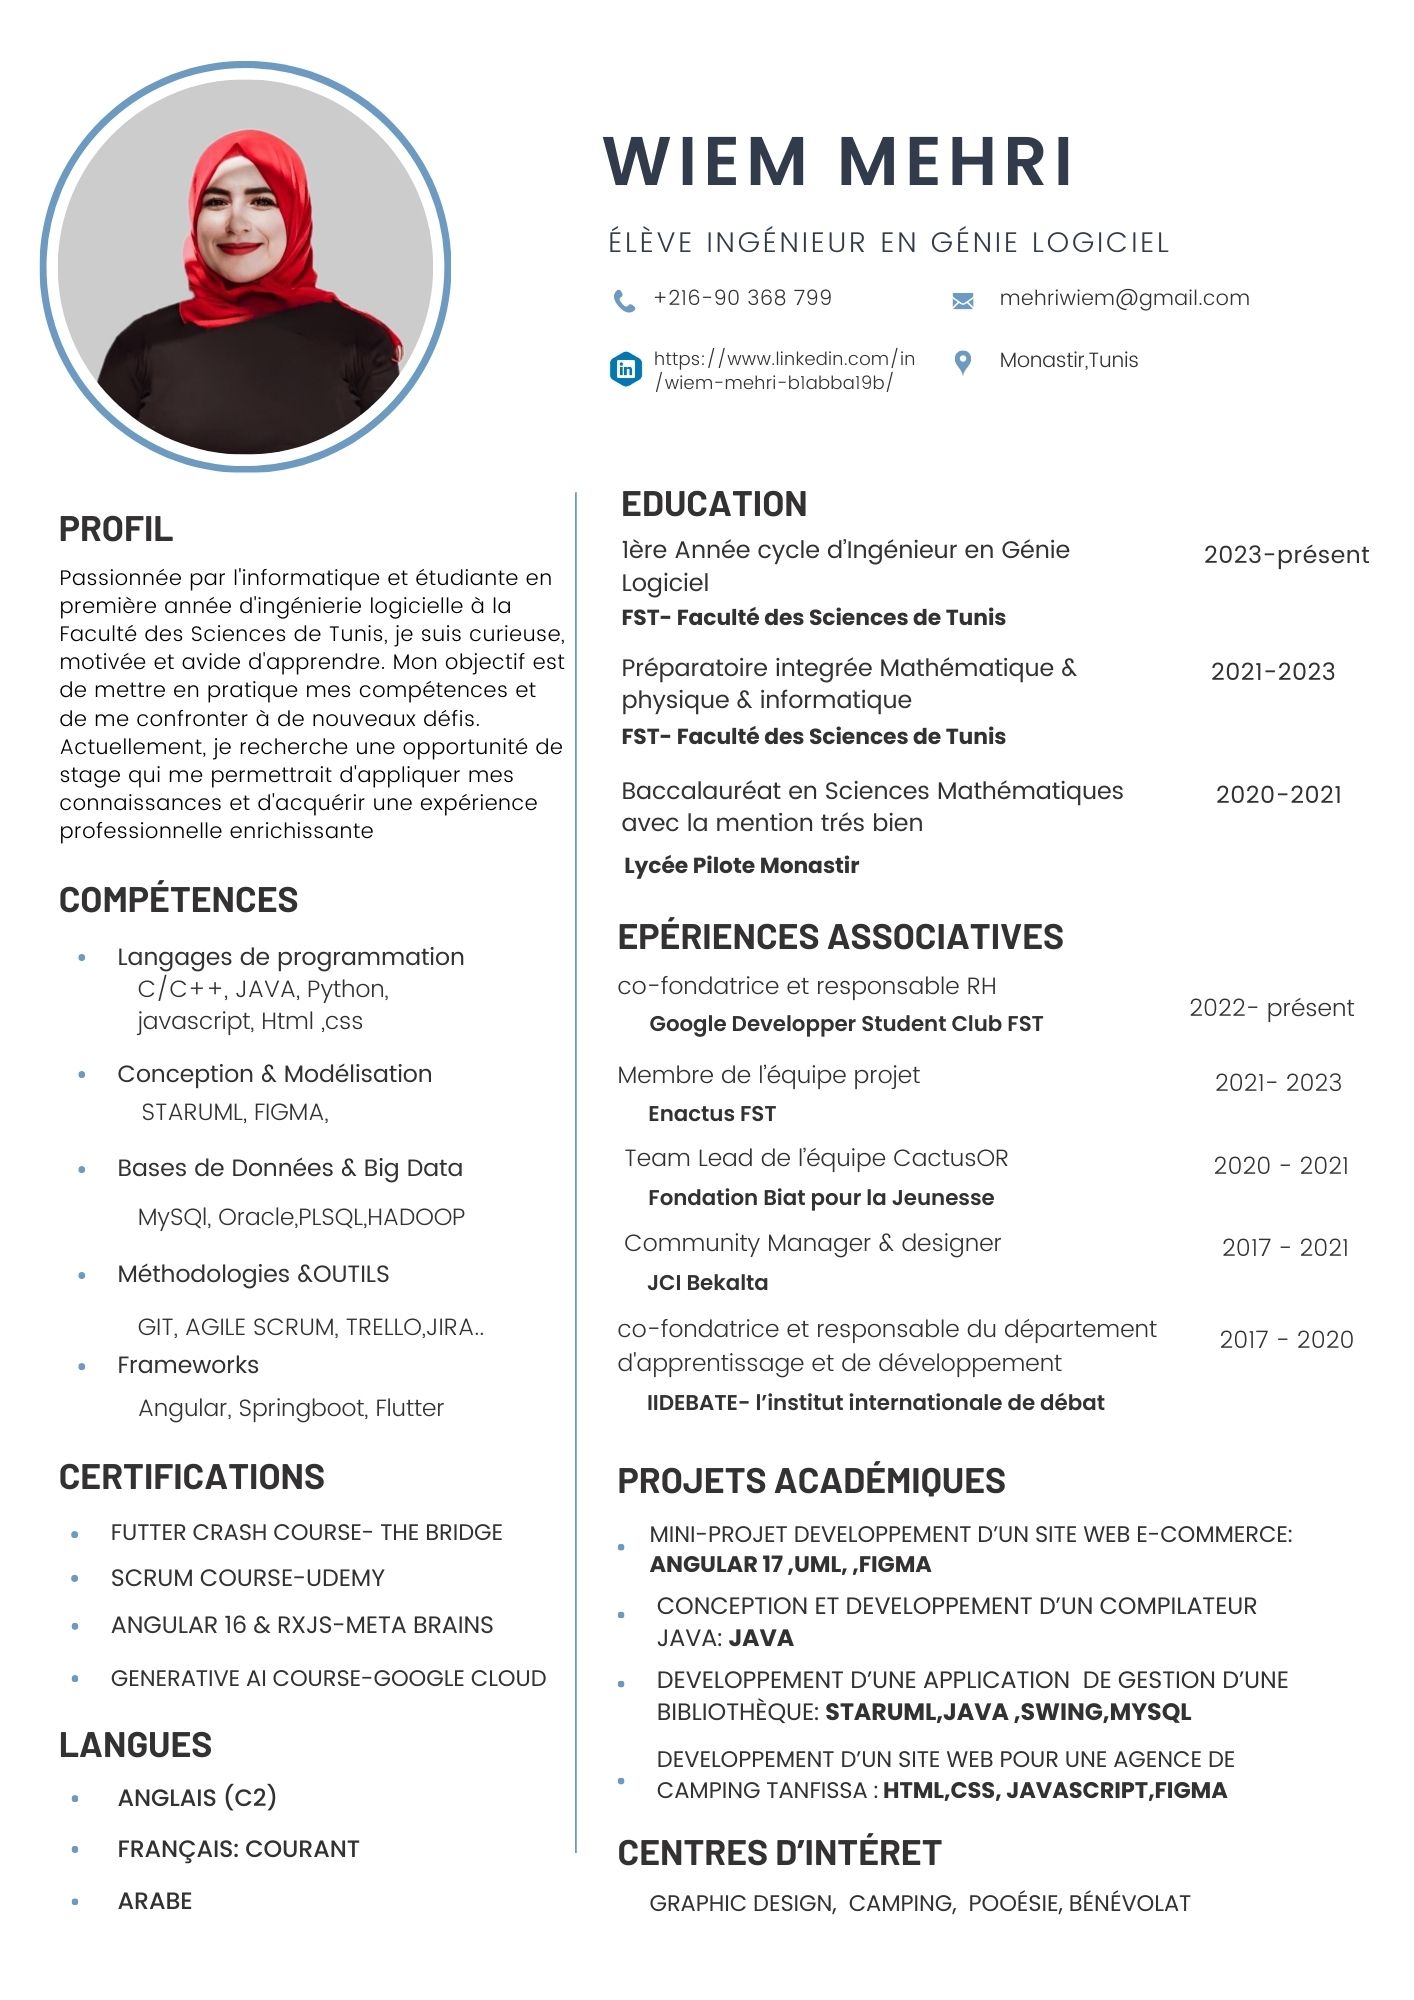 WIEM MEHRI
ÉLÈVE INGÉNIEUR EN GÉNIE LOGICIEL
+216-90 368 799
mehriwiem@gmail.com
https://www.linkedin.com/in
/wiem-mehri-b1abba19b/
Monastir,Tunis
PROFIL
Passionnée par l'informatique et étudiante en
première année d'ingénierie logicielle à la
Faculté des Sciences de Tunis, je suis curieuse,
motivée et avide d'apprendre. Mon objectif est
de mettre en pratique mes compétences et
de me confronter à de nouveaux défis.
Actuellement, je recherche une opportunité de
stage qui me permettrait d'appliquer mes
connaissances et d'acquérir une expérience
professionnelle enrichissante
COMPÉTENCES
Langages de programmation
C/C++, JAVA, Python,
javascript, Html ,css
Conception & Modélisation
STARUML, FIGMA,
Bases de Données & Big Data
MySQl, Oracle,PLSQL,HADOOP
Méthodologies &OUTILS
GIT, AGILE SCRUM, TRELLO,JIRA..
Frameworks
Angular, Springboot, Flutter
CERTIFICATIONS
FUTTER CRASH COURSE- THE BRIDGE
SCRUM COURSE-UDEMY
ANGULAR 16 & RXJS-META BRAINS
GENERATIVE AI COURSE-GOOGLE CLOUD
LANGUES
ANGLAIS (C2)
FRANÇAIS: COURANT
ARABE
EDUCATION
1ère Année cycle d'Ingénieur en Génie
Logiciel
2023-présent
FST- Faculté des Sciences de Tunis
Préparatoire integrée Mathématique &
physique & informatique
2021-2023
FST- Faculté des Sciences de Tunis
Baccalauréat en Sciences Mathématiques
avec la mention trés bien
2020-2021
Lycée Pilote Monastir
EPÉRIENCES ASSOCIATIVES
co-fondatrice et responsable RH
2022- présent
Google Developper Student Club FST
Membre de l'équipe projet
2021- 2023
Enactus FST
Team Lead de l'équipe CactusOR
2020 - 2021
Fondation Biat pour la Jeunesse
Community Manager & designer
2017 - 2021
JCI Bekalta
co-fondatrice et responsable du département
d'apprentissage et de développement
2017 - 2020
IIDEBATE- l'institut internationale de débat
PROJETS ACADÉMIQUES
MINI-PROJET DEVELOPPEMENT D'UN SITE WEB E-COMMERCE:
ANGULAR 17 ,UML, ,FIGMA
CONCEPTION ET DEVELOPPEMENT D'UN COMPILATEUR
JAVA: JAVA
DEVELOPPEMENT D'UNE APPLICATION  DE GESTION D'UNE
BIBLIOTHÈQUE: STARUML,JAVA ,SWING,MYSQL
DEVELOPPEMENT D'UN SITE WEB POUR UNE AGENCE DE
CAMPING TANFISSA : HTML,CSS, JAVASCRIPT,FIGMA
CENTRES D'INTÉRET
GRAPHIC DESIGN,  CAMPING,  POOÉSIE, BÉNÉVOLAT